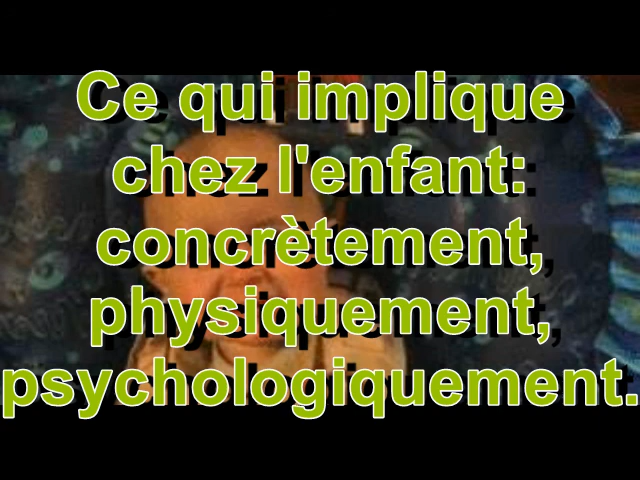 Ce qui implique
chez l'enfant:
concrètement,
physiquement,
psychologiquement.